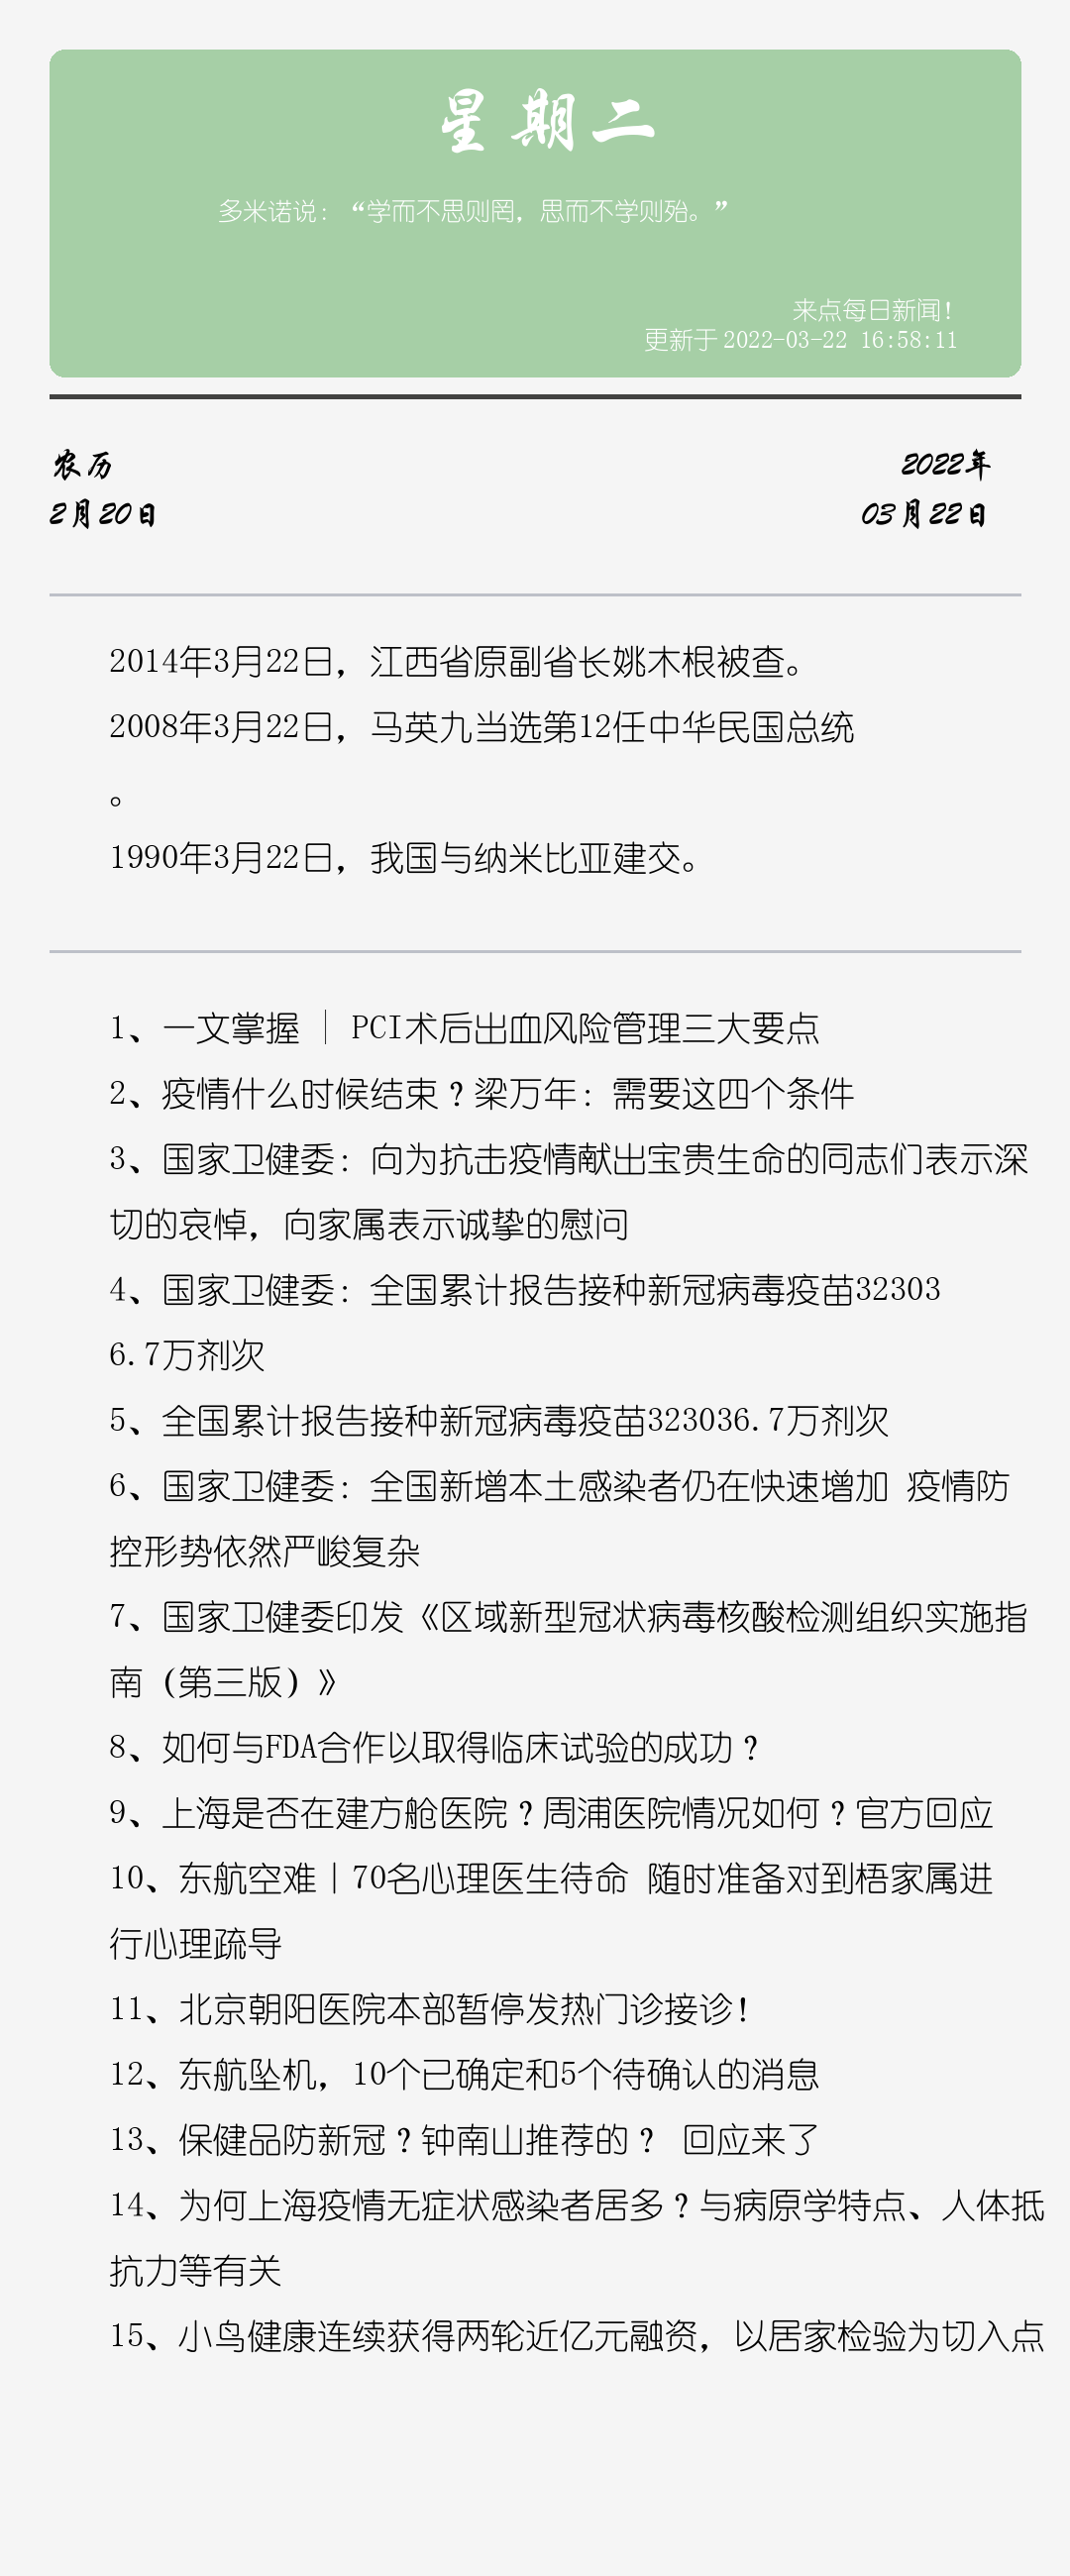 星期二
多米诺说：“学而不思则罔，思而不学则殆。”
来点每日新闻！
更新于 2022-03-22 16:58:11
农历
2月20日
2022年
03月22日
2014年3月22日，江西省原副省长姚木根被查。
2008年3月22日，马英九当选第12任中华民国总统
。
1990年3月22日，我国与纳米比亚建交。
1、一文掌握 | PCI术后出血风险管理三大要点
2、疫情什么时候结束？梁万年：需要这四个条件
3、国家卫健委：向为抗击疫情献出宝贵生命的同志们表示深
切的哀悼，向家属表示诚挚的慰问
4、国家卫健委：全国累计报告接种新冠病毒疫苗32303
6.7万剂次
5、全国累计报告接种新冠病毒疫苗323036.7万剂次
6、国家卫健委：全国新增本土感染者仍在快速增加 疫情防
控形势依然严峻复杂
7、国家卫健委印发《区域新型冠状病毒核酸检测组织实施指
南（第三版）》
8、如何与FDA合作以取得临床试验的成功？
9、上海是否在建方舱医院？周浦医院情况如何？官方回应
10、东航空难丨70名心理医生待命 随时准备对到梧家属进
行心理疏导
11、北京朝阳医院本部暂停发热门诊接诊！
12、东航坠机，10个已确定和5个待确认的消息
13、保健品防新冠？钟南山推荐的？ 回应来了
14、为何上海疫情无症状感染者居多？与病原学特点、人体抵
抗力等有关
15、小鸟健康连续获得两轮近亿元融资，以居家检验为切入点